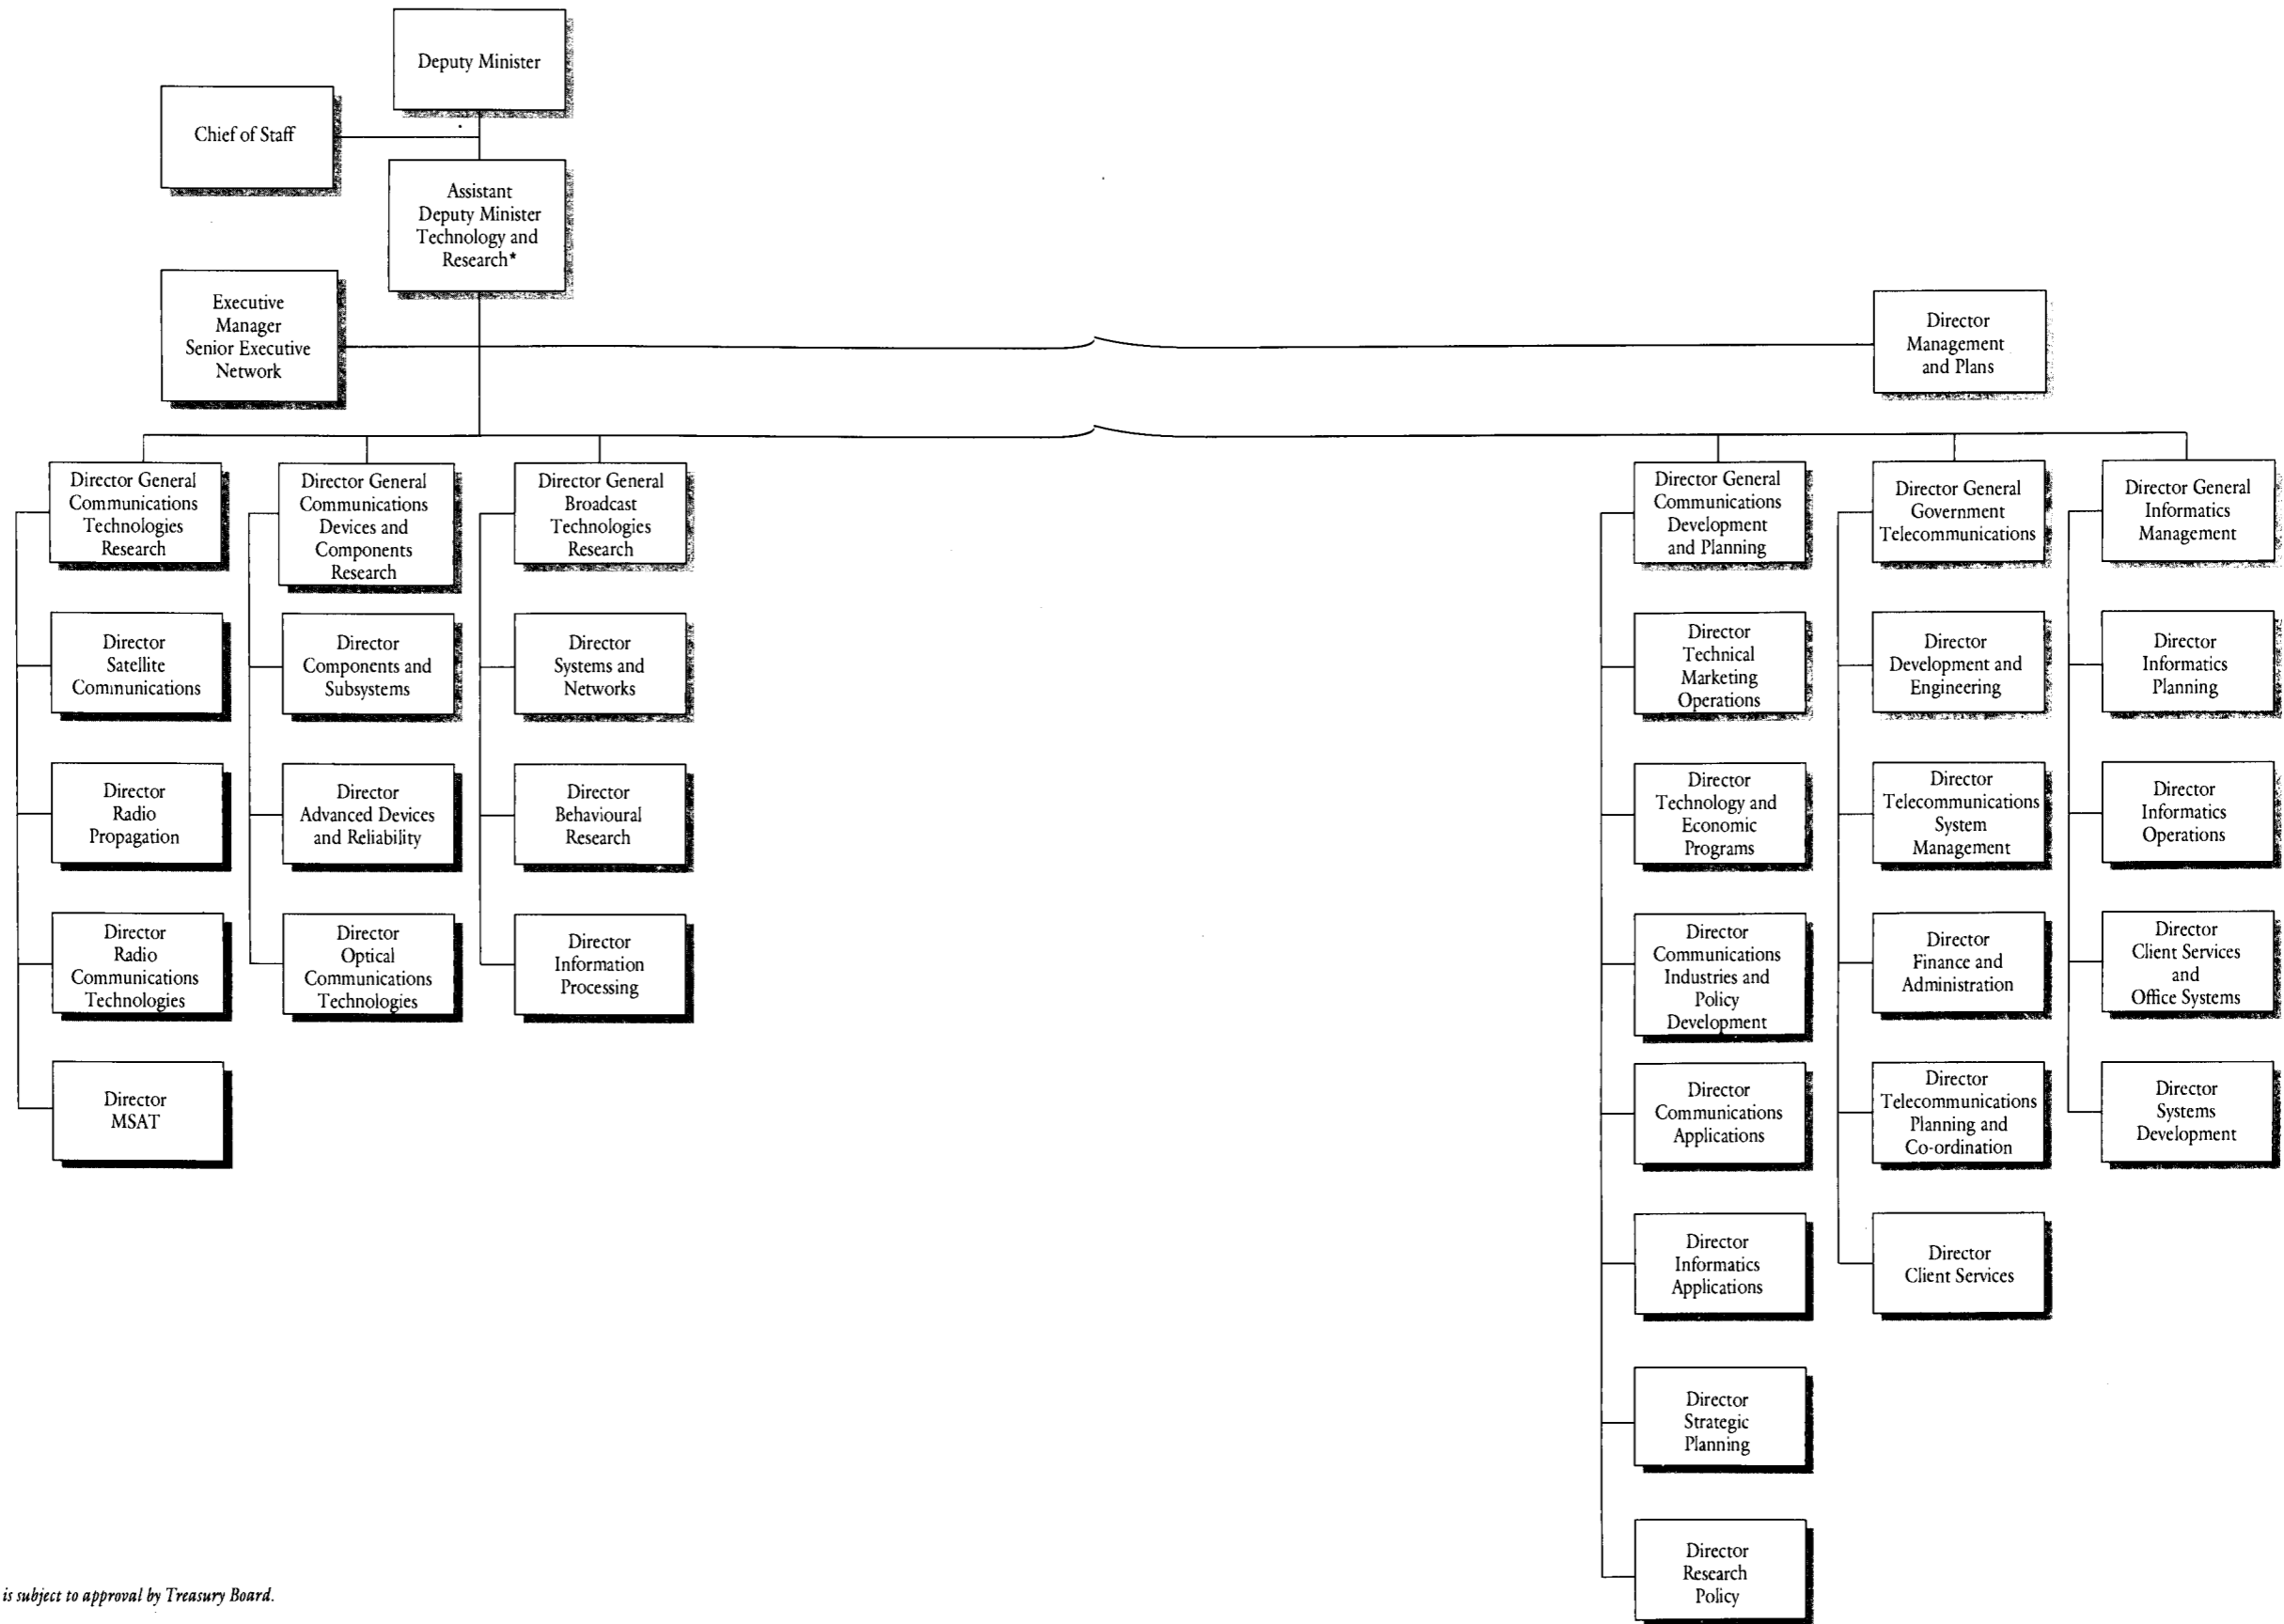 Deputy Minister
Chief of Staff
Assistant
Deputy Minister
Technology and
Research*
Executive
Manager
Senior Executive
Network
Director
Management
and Plans
Director General
Communications
Technologies
Research
Director
Satellite
Communications
Director
Radio
Propagation
Director
Radio
Communications
Technologies
Director
MSAT
Director General
Communications
Devices and
Components
Research
Director
Components and
Subsystems
Director
Advanced Devices
and Reliability
Director
Optical
Communications
Technologies
Director General
Broadcast
Technologies
Research
Director
Systems and
Networks
Director
Behavioural
Research
Director
Information
Processing
Director General
Communications
Development
and Planning
Director
Technical
Marketing
Operations
Director
Technology and
Economic
Programs
Director
Communications
Industries and
Policy
Development
Director
Communications
Applications
Director
Informatics
Applications
Director
Strategic
Planning
Director
Research
Policy
Director General
Government
Telecommunications
Director
Development and
Engineering
Director
Telecommunications
System
Management
Director
Finance and
Administration
Director
Telecommunications
Planning and
Co-ordination
Director
Client Services
Director General
Informatics
Management
Director
Informatics
Planning
Director
Informatics
Operations
Director
Client Services
and
Office Systems
Director
Systems
Development
is subject to approval by Treasury Board.